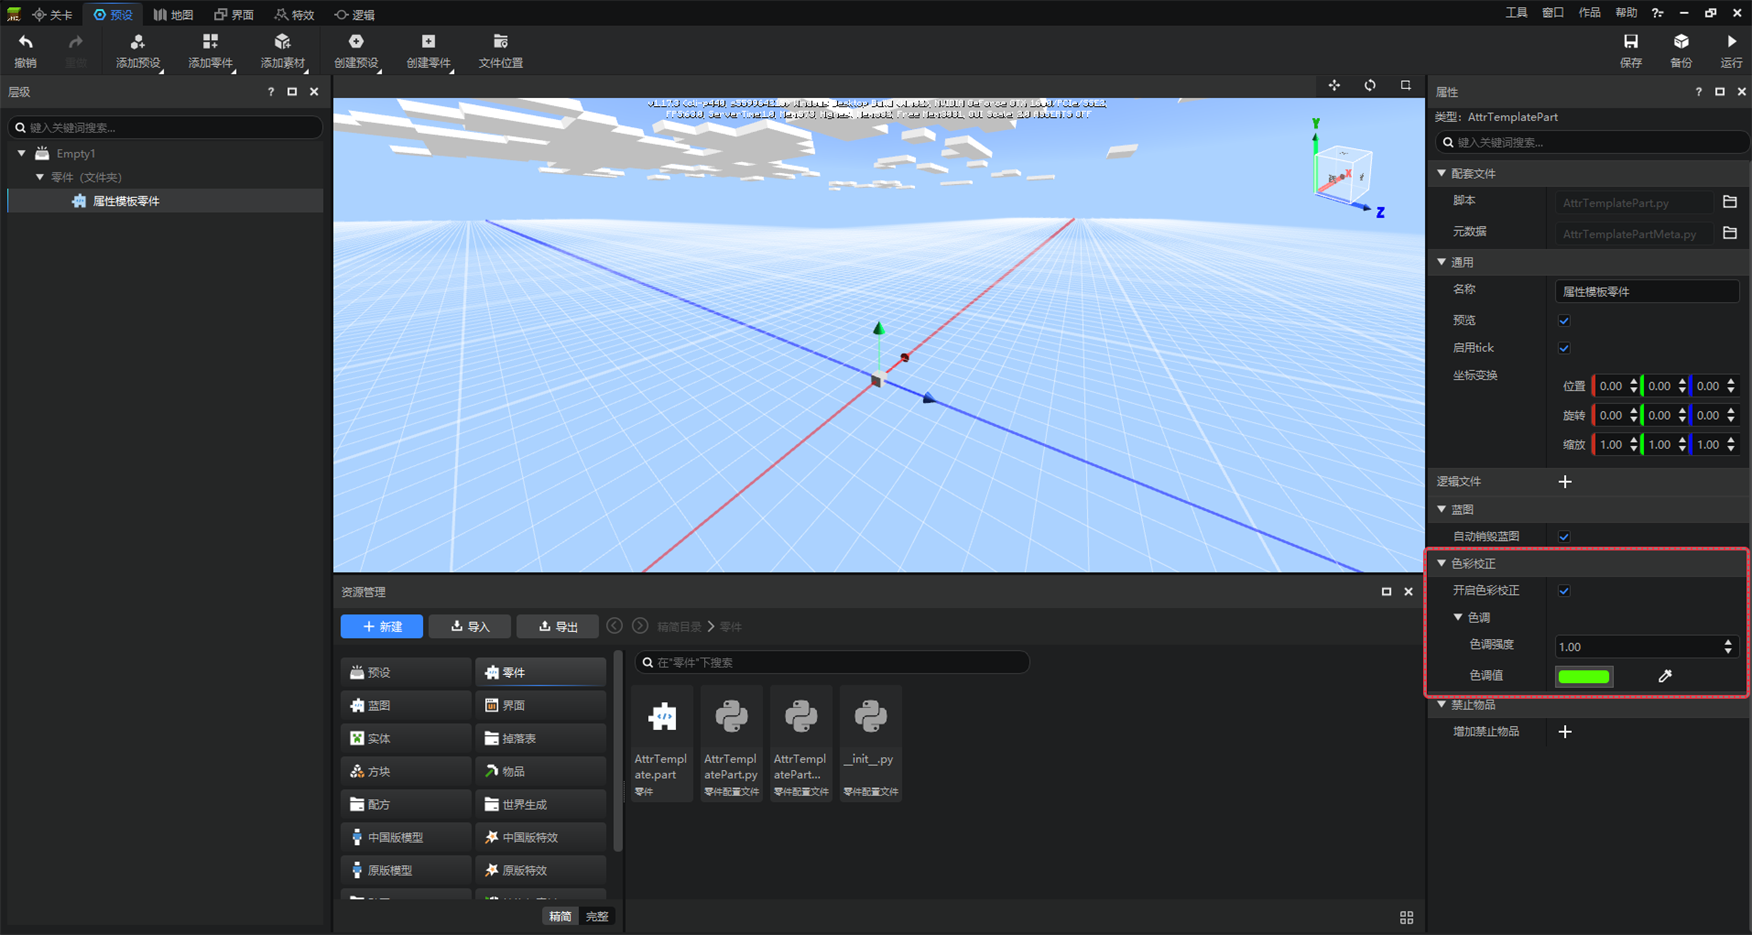 关卡
预设
地图
界面
特效
逻辑
工具
窗口
作品
帮助
撤销
添加预设
添加零件
添加素材
创建预设
创建零件
文件位置
保存
备份
运行
层级
键入关键词搜索...
Empty1
零件（文件夹）
属性模板零件
Y
X
Z
属性
类型: AttrTemplatePart
键入关键词搜索...
配套文件
脚本
AttrTemplatePart.py
元数据
AttrTemplatePartMeta.py
通用
名称
属性模板零件
预览
启用tick
坐标变换
位置 0.00 0.00 0.00
旋转 0.00 0.00 0.00
缩放 1.00 1.00 1.00
逻辑文件
蓝图
自动销毁蓝图
色彩校正
开启色彩校正
色调
色调强度
1.00
色调值
禁止物品
增加禁止物品
资源管理
新建
导入
导出
精简目录
零件
预设
零件
蓝图
界面
实体
掉落表
方块
物品
配方
世界生成
中国版模型
中国版特效
原版模型
原版特效
精简
完整
在"零件"下搜索
AttrTempl
ate.part
零件
AttrTempl
atePart.py
零件配置文件
AttrTempl
atePart...
零件配置文件
__init__.py
零件配置文件